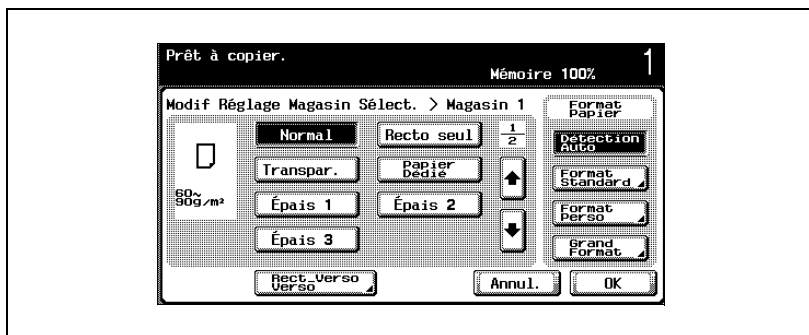 Prêt à copier.
Mémoire 100%
1
Modif Réglage Magasin Sélect. > Magasin 1
Format
Papier
Normal
Recto seul
1
2
Détection
Auto
Transpar.
Papier
Dédié
Format
Standard
60~
90g/m²
Épais 1
Épais 2
Format
Perso
Épais 3
Grand
Format
Rect_Verso
Verso
Annul.
OK